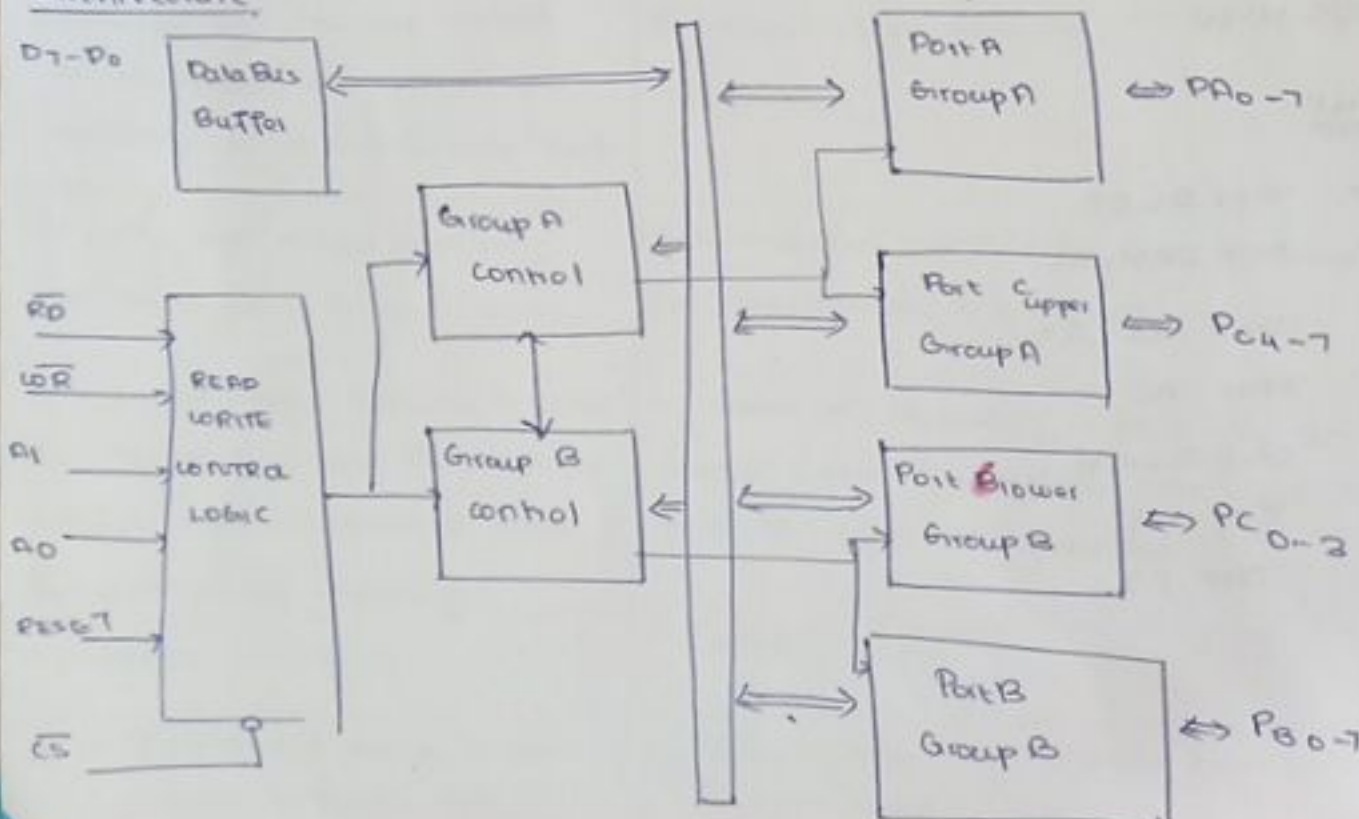 D7-D0
Data Bus
Buffer
Port A
Group A
PA0-7
Group A
control
Port C upper
Group A
PC4-7
RD
WR
A1
A0
RESET
CS
READ
WRITE
CONTROL
LOGIC
Group B
control
Port Clower
Group B
PC0-3
Port B
Group B
PB0-7